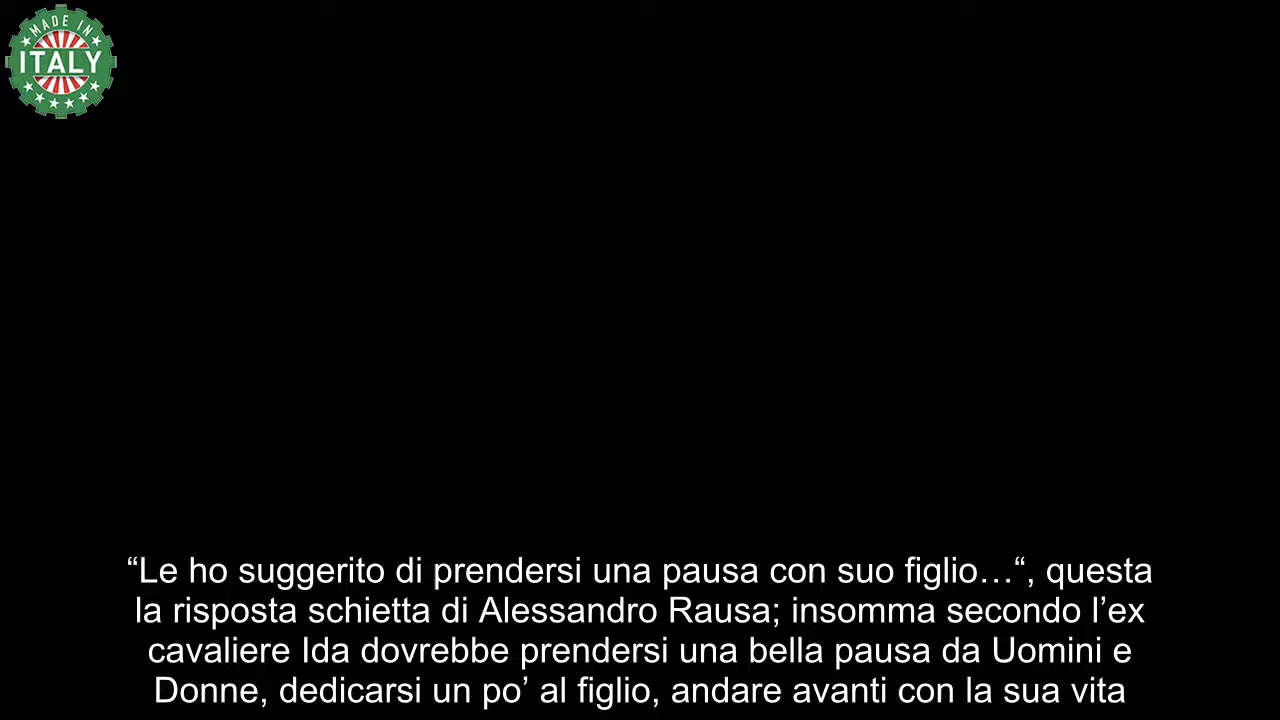 MADE IN
ITALY
“Le ho suggerito di prendersi una pausa con suo figlio…“, questa
la risposta schietta di Alessandro Rausa; insomma secondo l’ex
cavaliere Ida dovrebbe prendersi una bella pausa da Uomini e
Donne, dedicarsi un po’ al figlio, andare avanti con la sua vita